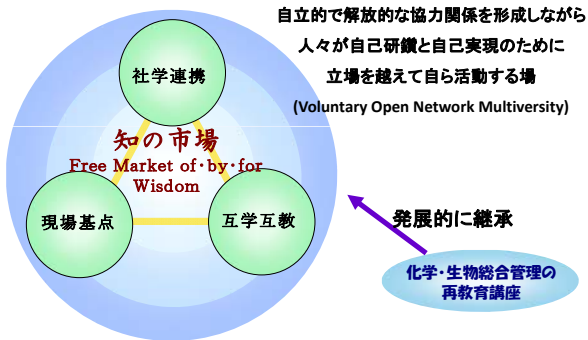 自立的で解放的な協力関係を形成しながら
人々が自己研鑽と自己実現のために
立場を越えて自ら活動する場
(Voluntary Open Network Multiversity)
社学連携
知の市場
Free Market of・by・for
Wisdom
現場基点
互学互教
発展的に継承
化学・生物総合管理の
再教育講座